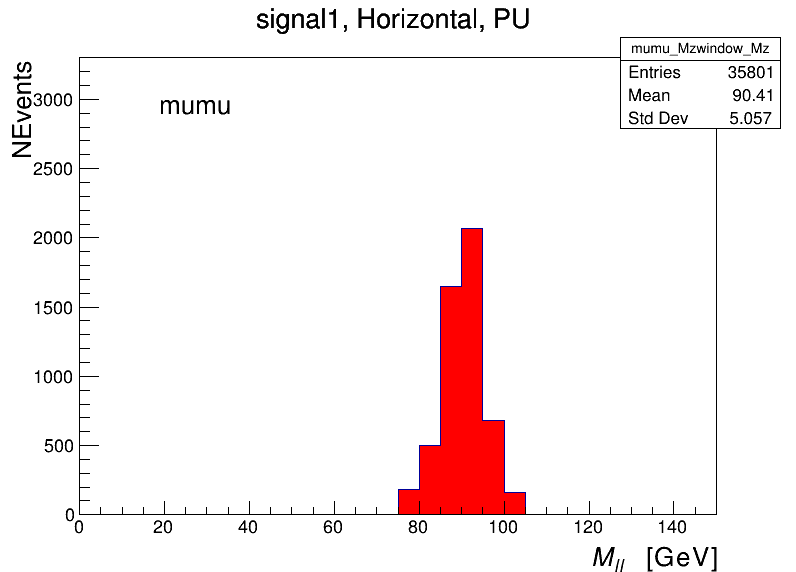 signal1, Horizontal, PU
mumu_Mzwindow_Mz
Entries 35801
Mean 90.41
Std Dev 5.057
NEvents
mumu
3000
2500
2000
1500
1000
500
0
0 20 40 60 80 100 120 140
M_ll [GeV]